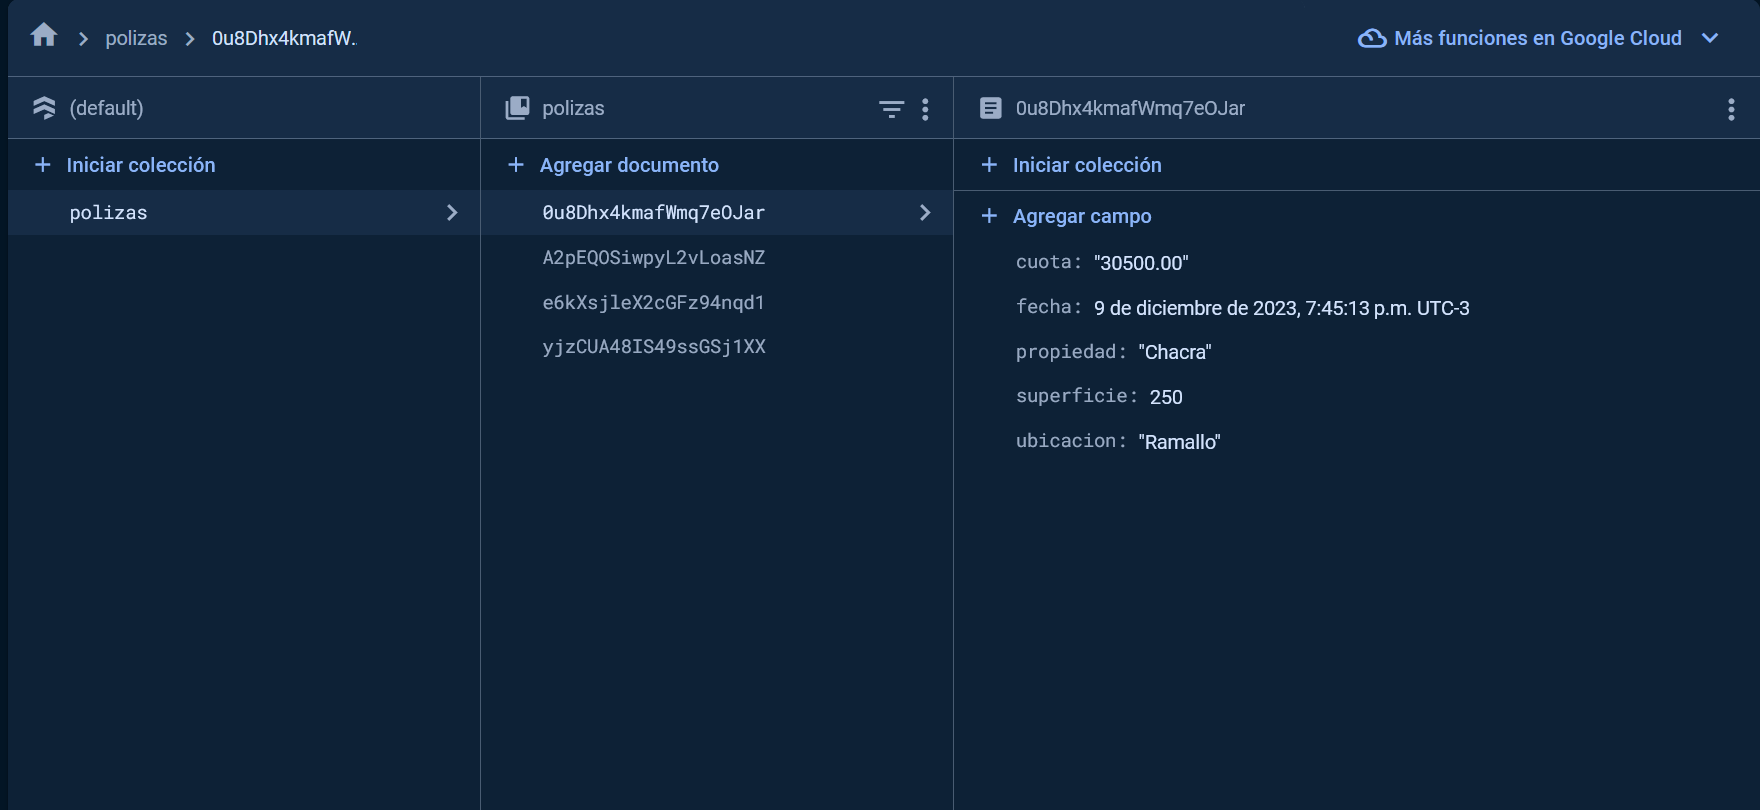 polizas
0u8Dhx4kmafW..
Más funciones en Google Cloud
(default)
polizas
0u8Dhx4kmafWmq7eOJar
+ Iniciar colección
+ Agregar documento
+ Iniciar colección
polizas
0u8Dhx4kmafWmq7eOJar
A2pEQOSiwpyL2vLoasNZ
e6kXsjleX2cGFz94nqd1
yjzCUA48IS49ssGSj1XX
+ Agregar campo
cuota: "30500.00"
fecha: 9 de diciembre de 2023, 7:45:13 p.m. UTC-3
propiedad: "Chacra"
superficie: 250
ubicacion: "Ramallo"